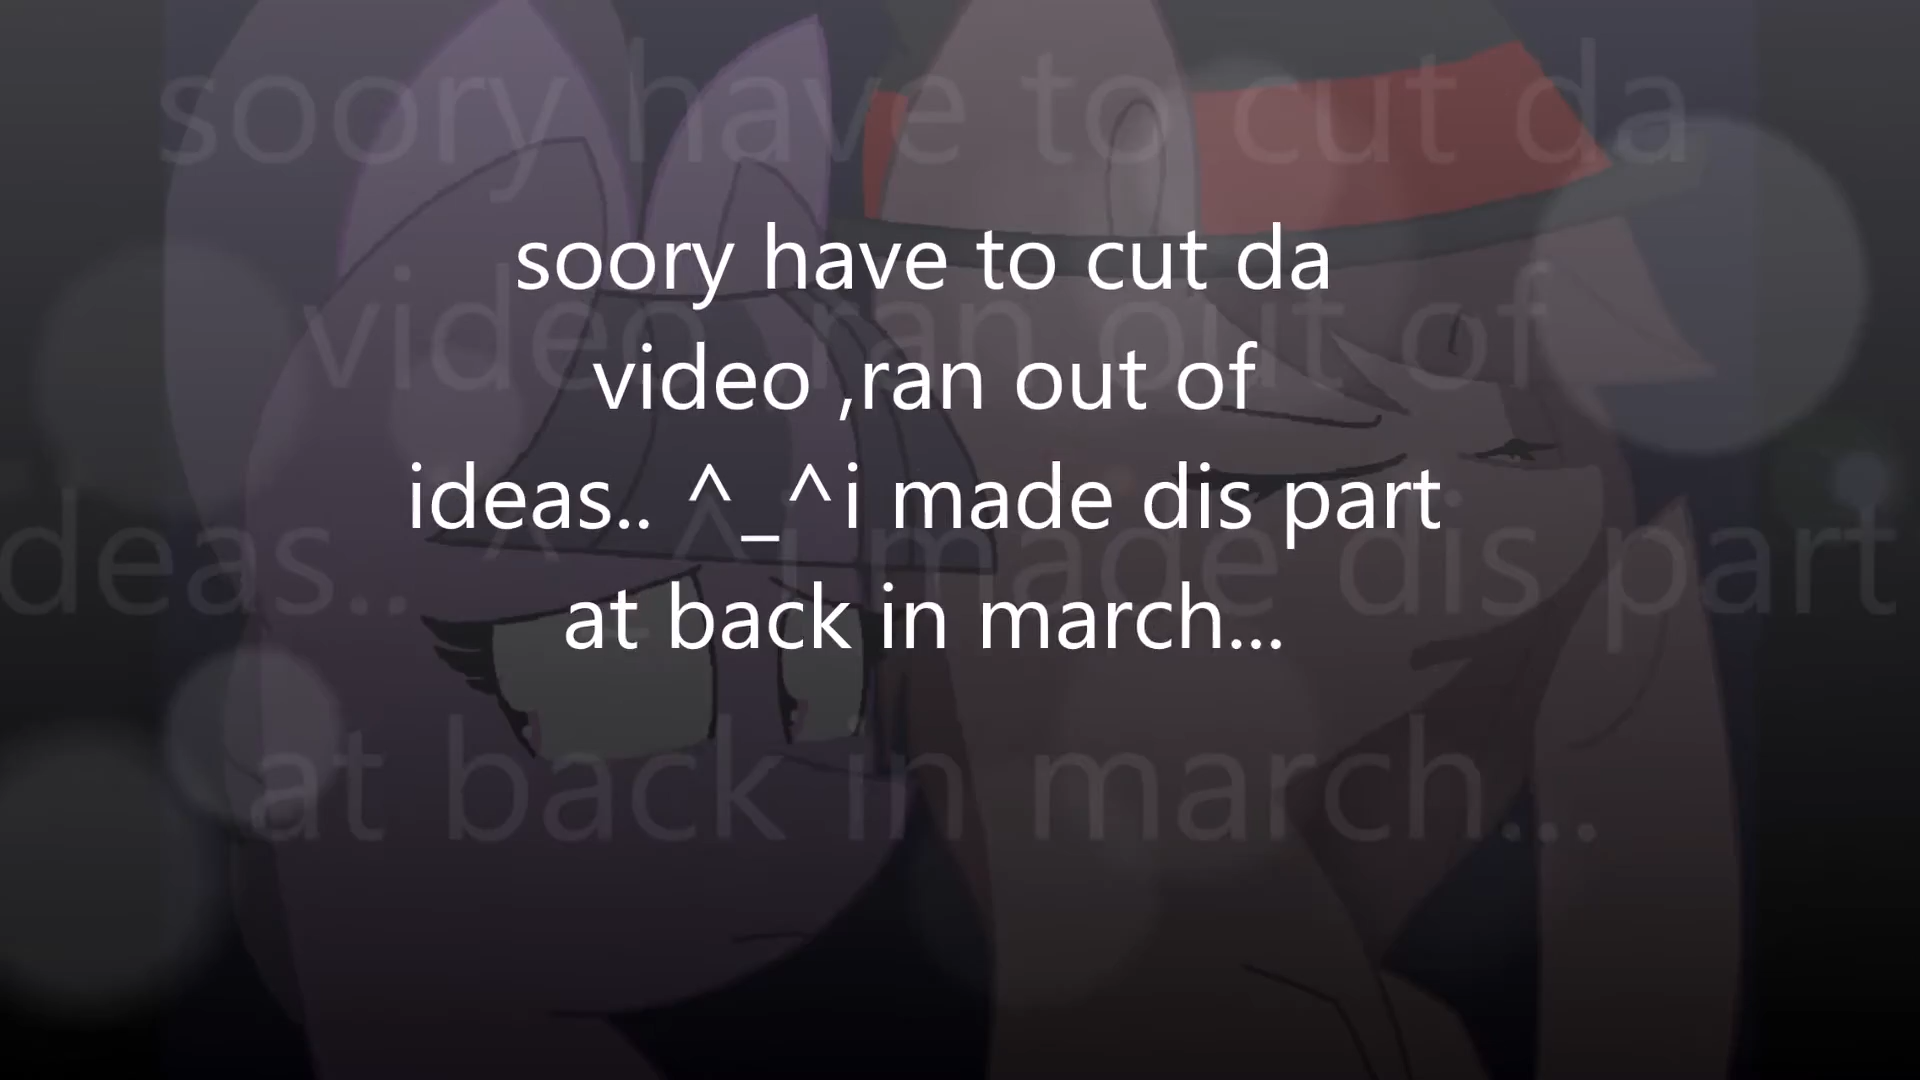 soory have to cut da
video ,ran out of
ideas.. ^_^i made dis part
at back in march...